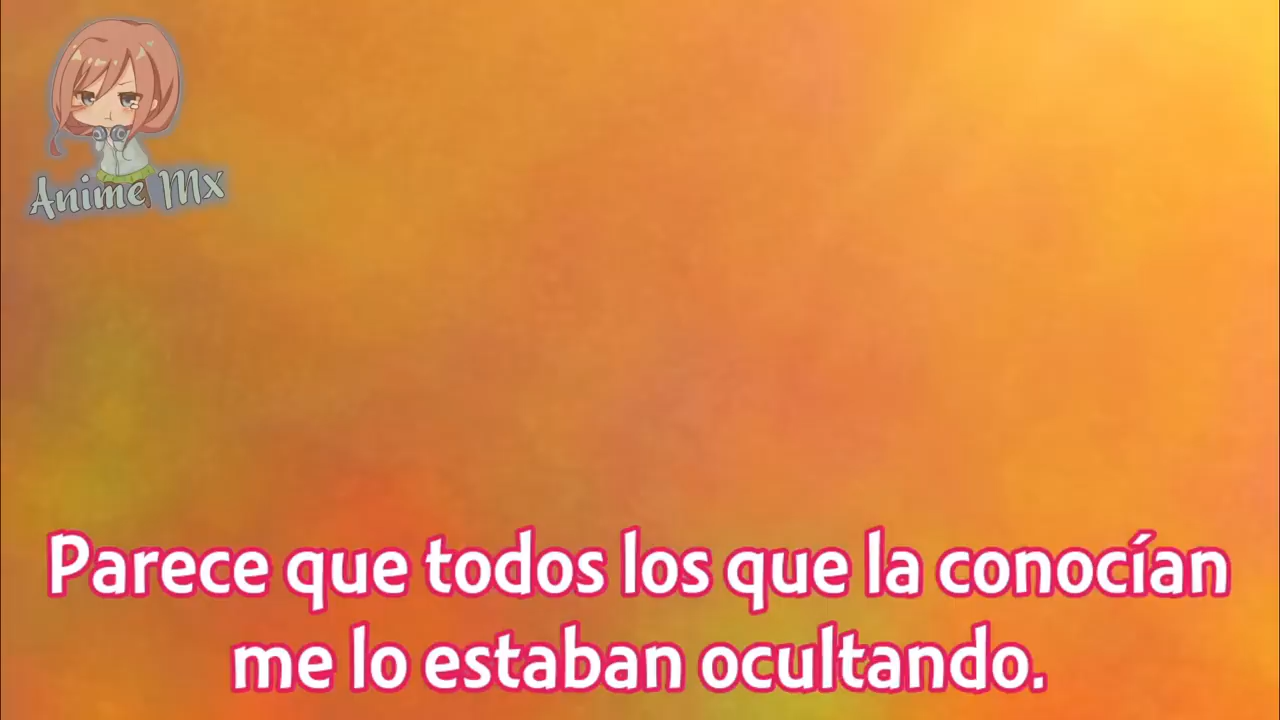 Anime Mx
Parece que todos los que la conocían
me lo estaban ocultando.